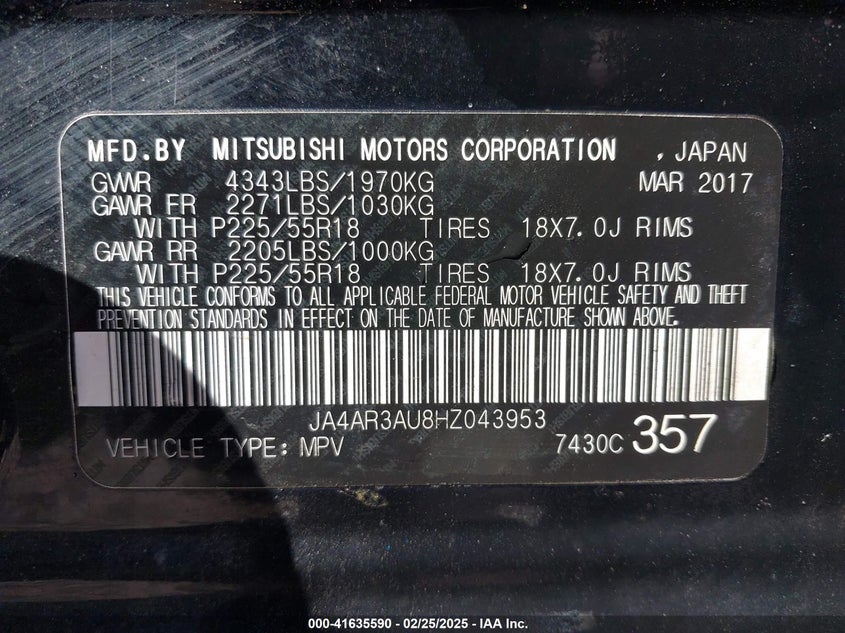 MFD.BY MITSUBISHI MOTORS CORPORATION , JAPAN
GVWR 4343LBS/1970KG MAR 2017
GAWR FR 2271LBS/1030KG
WITH P225/55R18 TIRES 18X7.0J RIMS
GAWR RR 2205LBS/1000KG
WITH P225/55R18 TIRES 18X7.0J RIMS
THIS VEHICLE CONFORMS TO ALL APPLICABLE FEDERAL MOTOR VEHICLE SAFETY AND THEFT
PREVENTION STANDARDS IN EFFECT ON THE DATE OF MANUFACTURE SHOWN ABOVE.
JA4AR3AU8HZ043953
VEHICLE TYPE: MPV 7430C 357
000-41635590 - 02/25/2025 - IAA Inc.